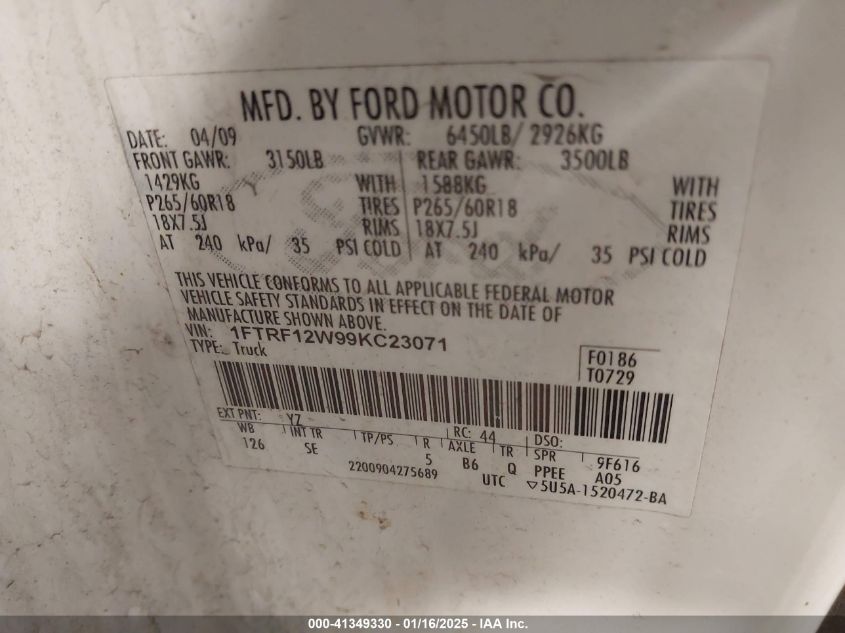 MFD. BY FORD MOTOR CO.
DATE: 04/09 GVWR: 6450LB/ 2926KG
FRONT GAWR: 3150LB REAR GAWR: 3500LB
1429KG WITH 1588KG WITH
P265/60R18 TIRES P265/60R18 TIRES
18X7.5J RIMS 18X7.5J RIMS
AT 240 kPa/ 35 PSI COLD AT 240 kPa/ 35 PSI COLD
THIS VEHICLE CONFORMS TO ALL APPLICABLE FEDERAL MOTOR
VEHICLE SAFETY STANDARDS IN EFFECT ON THE DATE OF
MANUFACTURE SHOWN ABOVE.
VIN: 1FTRF12W99KC23071
TYPE: Truck
F0186
T0729
EXT PNT: YZ RC: 44 DSO:
WB INT TR TP/PS R AXLE TR SPR 9F616
126 SE 5 B6 Q PPEE A05
2200904275689 UTC ▽5U5A-1520472-BA
000-41349330 - 01/16/2025 - IAA Inc.